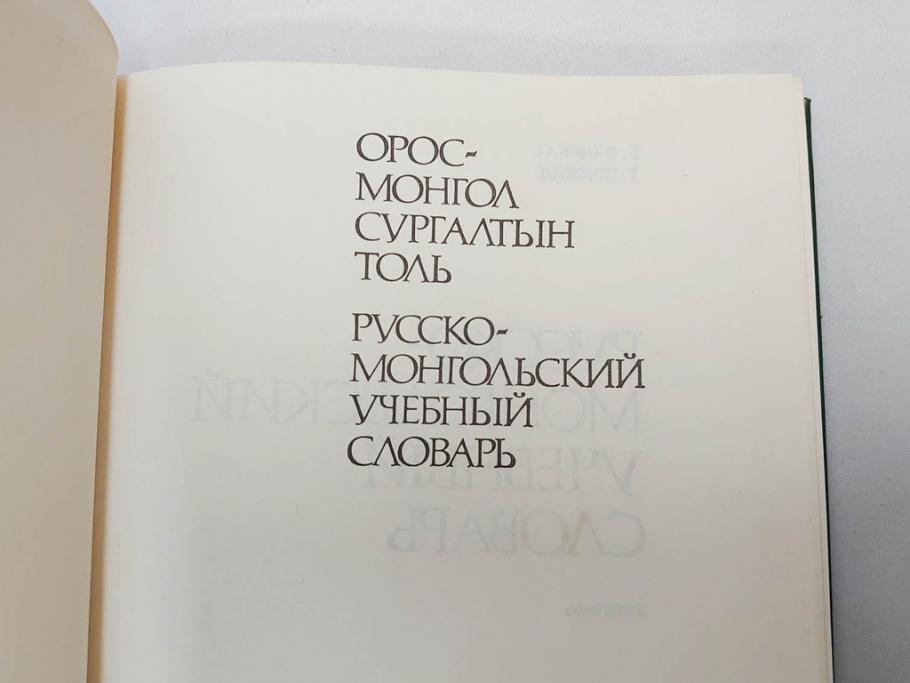 ОРОС-
МОНГОЛ
СУРГАЛТЫН
ТОЛЬ
РУССКО-
МОНГОЛЬСКИЙ
УЧЕБНЫЙ
СЛОВАРЬ